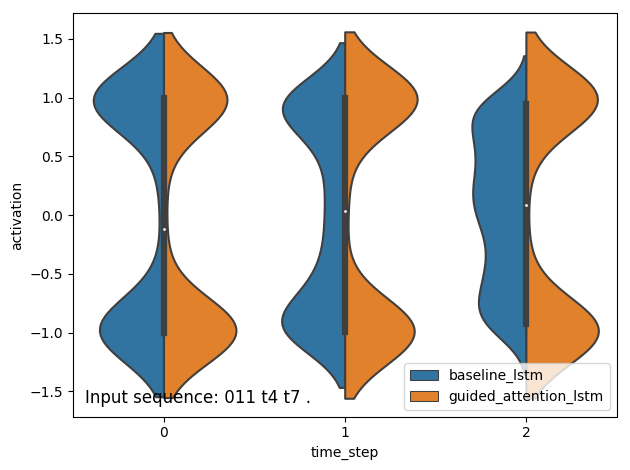 1.5
1.0
0.5
0.0
−0.5
−1.0
−1.5
activation
Input sequence: 011 t4 t7 .
baseline_lstm
guided_attention_lstm
0 1 2
time_step